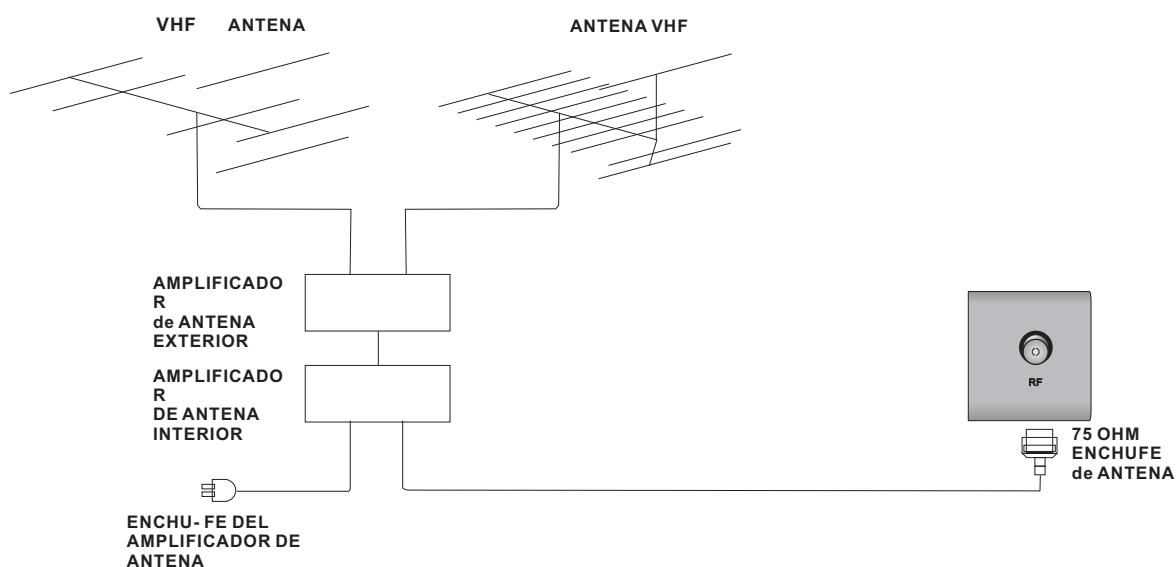 VHF ANTENA
ANTENA VHF
AMPLIFICADO
R
de ANTENA
EXTERIOR
AMPLIFICADO
R
DE ANTENA
INTERIOR
RF
75 OHM
ENCHUFE
de ANTENA
ENCHU- FE DEL
AMPLIFICADOR DE
ANTENA